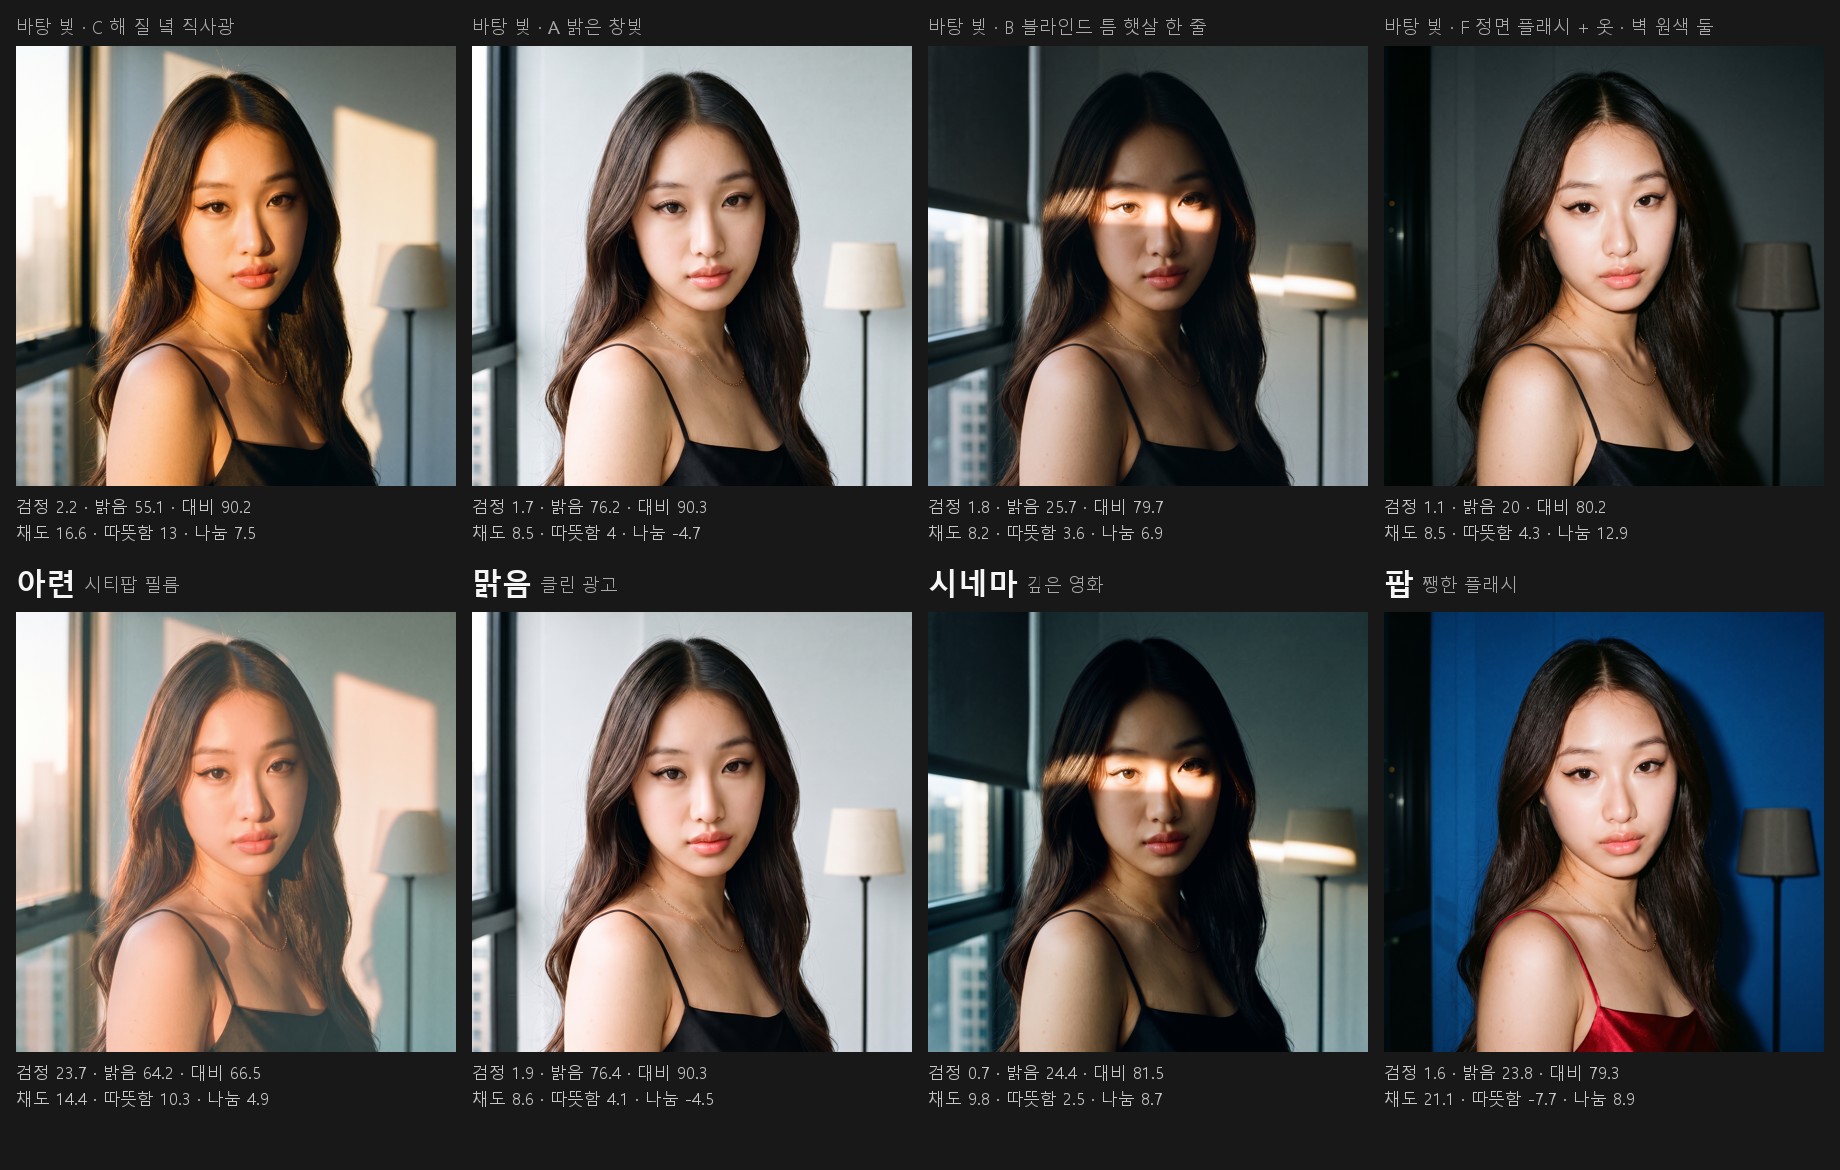 바탕 빛 · C 해 질 녘 직사광
바탕 빛 · A 밝은 창빛
바탕 빛 · B 블라인드 틈 햇살 한 줄
바탕 빛 · F 정면 플래시 + 옷 · 벽 원색 둘
검정 2.2 · 밝음 55.1 · 대비 90.2
채도 16.6 · 따뜻함 13 · 나눔 7.5
검정 1.7 · 밝음 76.2 · 대비 90.3
채도 8.5 · 따뜻함 4 · 나눔 -4.7
검정 1.8 · 밝음 25.7 · 대비 79.7
채도 8.2 · 따뜻함 3.6 · 나눔 6.9
검정 1.1 · 밝음 20 · 대비 80.2
채도 8.5 · 따뜻함 4.3 · 나눔 12.9
아련 시티팝 필름
맑음 클린 광고
시네마 깊은 영화
팝 쨍한 플래시
검정 23.7 · 밝음 64.2 · 대비 66.5
채도 14.4 · 따뜻함 10.3 · 나눔 4.9
검정 1.9 · 밝음 76.4 · 대비 90.3
채도 8.6 · 따뜻함 4.1 · 나눔 -4.5
검정 0.7 · 밝음 24.4 · 대비 81.5
채도 9.8 · 따뜻함 2.5 · 나눔 8.7
검정 1.6 · 밝음 23.8 · 대비 79.3
채도 21.1 · 따뜻함 -7.7 · 나눔 8.9